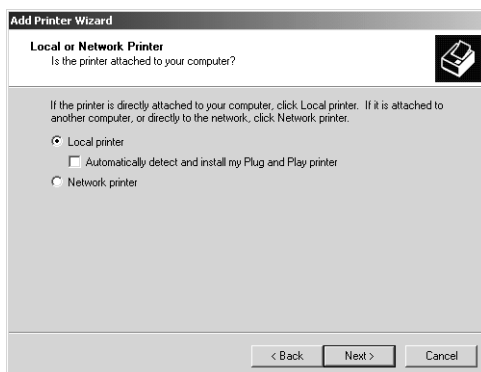 Add Printer Wizard
Local or Network Printer
Is the printer attached to your computer?
If the printer is directly attached to your computer, click Local printer. If it is attached to
another computer, or directly to the network, click Network printer.
Local printer
Automatically detect and install my Plug and Play printer
Network printer
< Back Next > Cancel